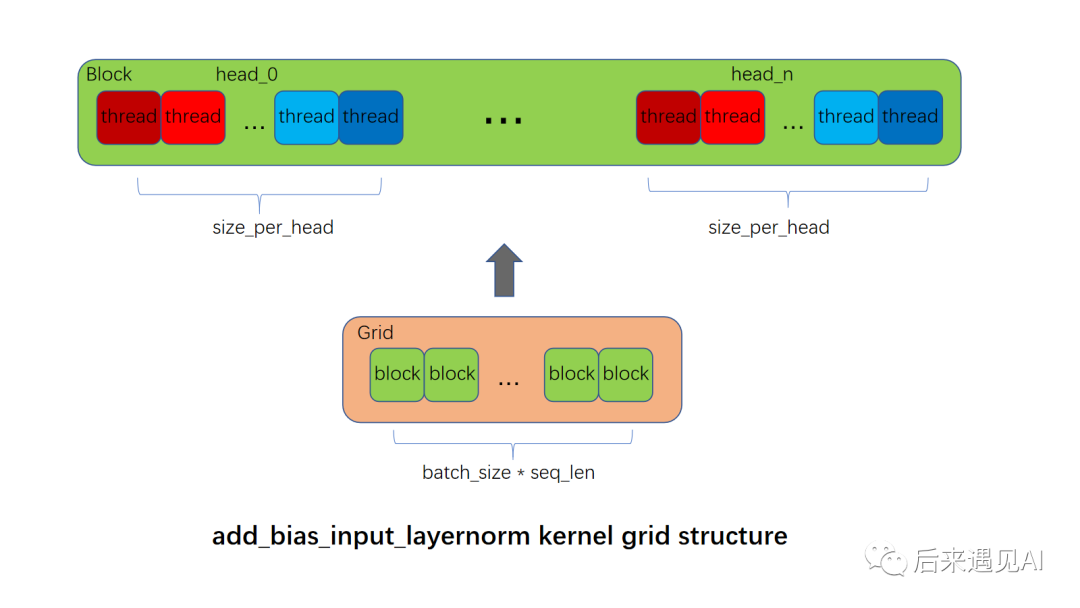 Block head_0 head_n
thread thread ... thread thread ... thread thread ... thread thread
size_per_head size_per_head
Grid
block block ... block block
batch_size * seq_len
add_bias_input_layernorm kernel grid structure
后来遇见AI